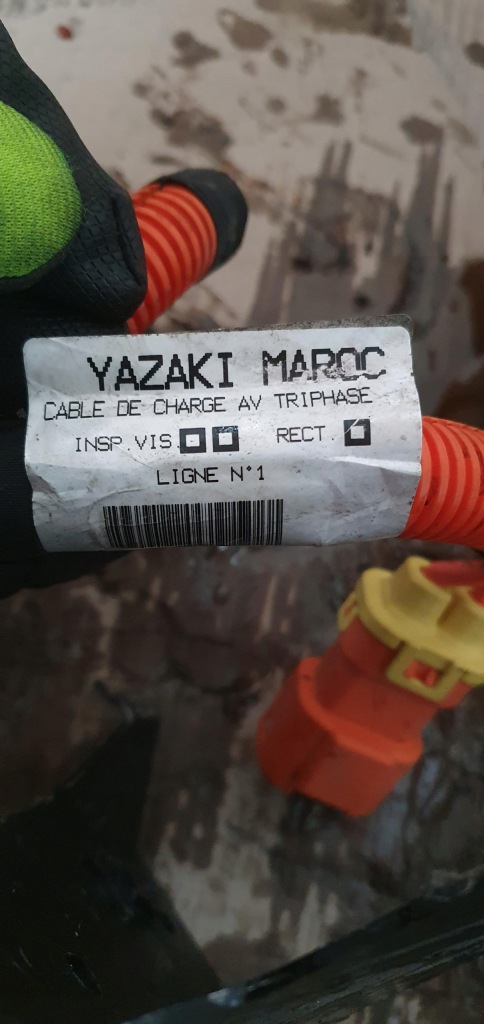 YAZAKI MAROC
CABLE DE CHARGE AV TRIPHASE
INSP.VIS RECT.
LIGNE N°1